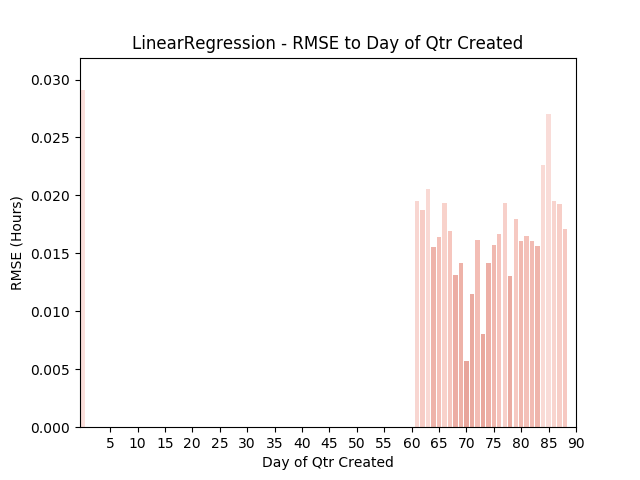 LinearRegression - RMSE to Day of Qtr Created
0.030
0.025
0.020
0.015
0.010
0.005
0.000
RMSE (Hours)
5 10 15 20 25 30 35 40 45 50 55 60 65 70 75 80 85 90
Day of Qtr Created